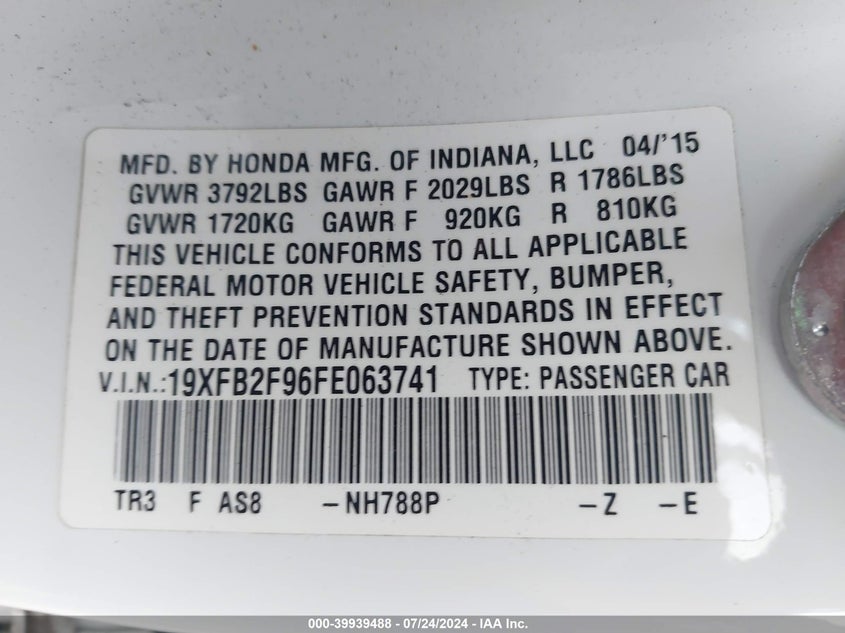 MFD. BY HONDA MFG. OF INDIANA, LLC 04/'15
GVWR 3792LBS GAWR F 2029LBS R 1786LBS
GVWR 1720KG GAWR F 920KG R 810KG
THIS VEHICLE CONFORMS TO ALL APPLICABLE
FEDERAL MOTOR VEHICLE SAFETY, BUMPER,
AND THEFT PREVENTION STANDARDS IN EFFECT
ON THE DATE OF MANUFACTURE SHOWN ABOVE.
V.I.N.:19XFB2F96FE063741 TYPE: PASSENGER CAR
TR3 F AS8 -NH788P -Z -E
000-39939488 - 07/24/2024 - IAA Inc.